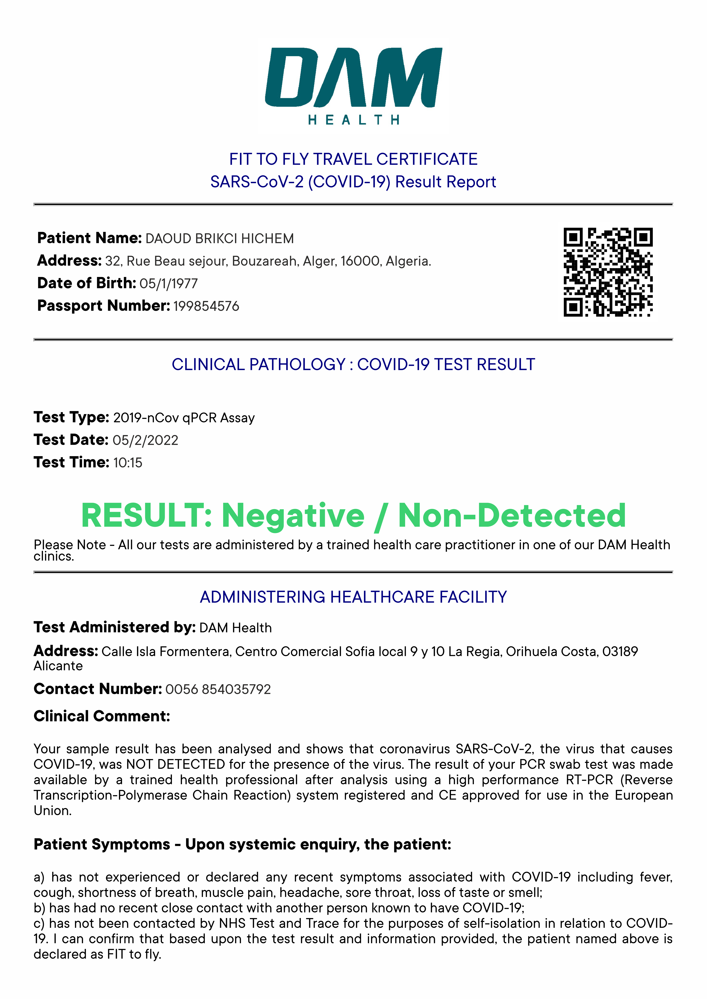 DAM
HEALTH
FIT TO FLY TRAVEL CERTIFICATE
SARS-CoV-2 (COVID-19) Result Report
Patient Name: DAOUD BRIKCI HICHEM
Address: 32, Rue Beau sejour, Bouzareah, Alger, 16000, Algeria.
Date of Birth: 05/1/1977
Passport Number: 199854576
CLINICAL PATHOLOGY : COVID-19 TEST RESULT
Test Type: 2019-nCov qPCR Assay
Test Date: 05/2/2022
Test Time: 10:15
RESULT: Negative / Non-Detected
Please Note - All our tests are administered by a trained health care practitioner in one of our DAM Health
clinics.
ADMINISTERING HEALTHCARE FACILITY
Test Administered by: DAM Health
Address: Calle Isla Formentera, Centro Comercial Sofia local 9 y 10 La Regia, Orihuela Costa, 03189
Alicante
Contact Number: 0056 854035792
Clinical Comment:
Your sample result has been analysed and shows that coronavirus SARS-CoV-2, the virus that causes
COVID-19, was NOT DETECTED for the presence of the virus. The result of your PCR swab test was made
available by a trained health professional after analysis using a high performance RT-PCR (Reverse
Transcription-Polymerase Chain Reaction) system registered and CE approved for use in the European
Union.
Patient Symptoms - Upon systemic enquiry, the patient:
a) has not experienced or declared any recent symptoms associated with COVID-19 including fever,
cough, shortness of breath, muscle pain, headache, sore throat, loss of taste or smell;
b) has had no recent close contact with another person known to have COVID-19;
c) has not been contacted by NHS Test and Trace for the purposes of self-isolation in relation to COVID-
19. I can confirm that based upon the test result and information provided, the patient named above is
declared as FIT to fly.